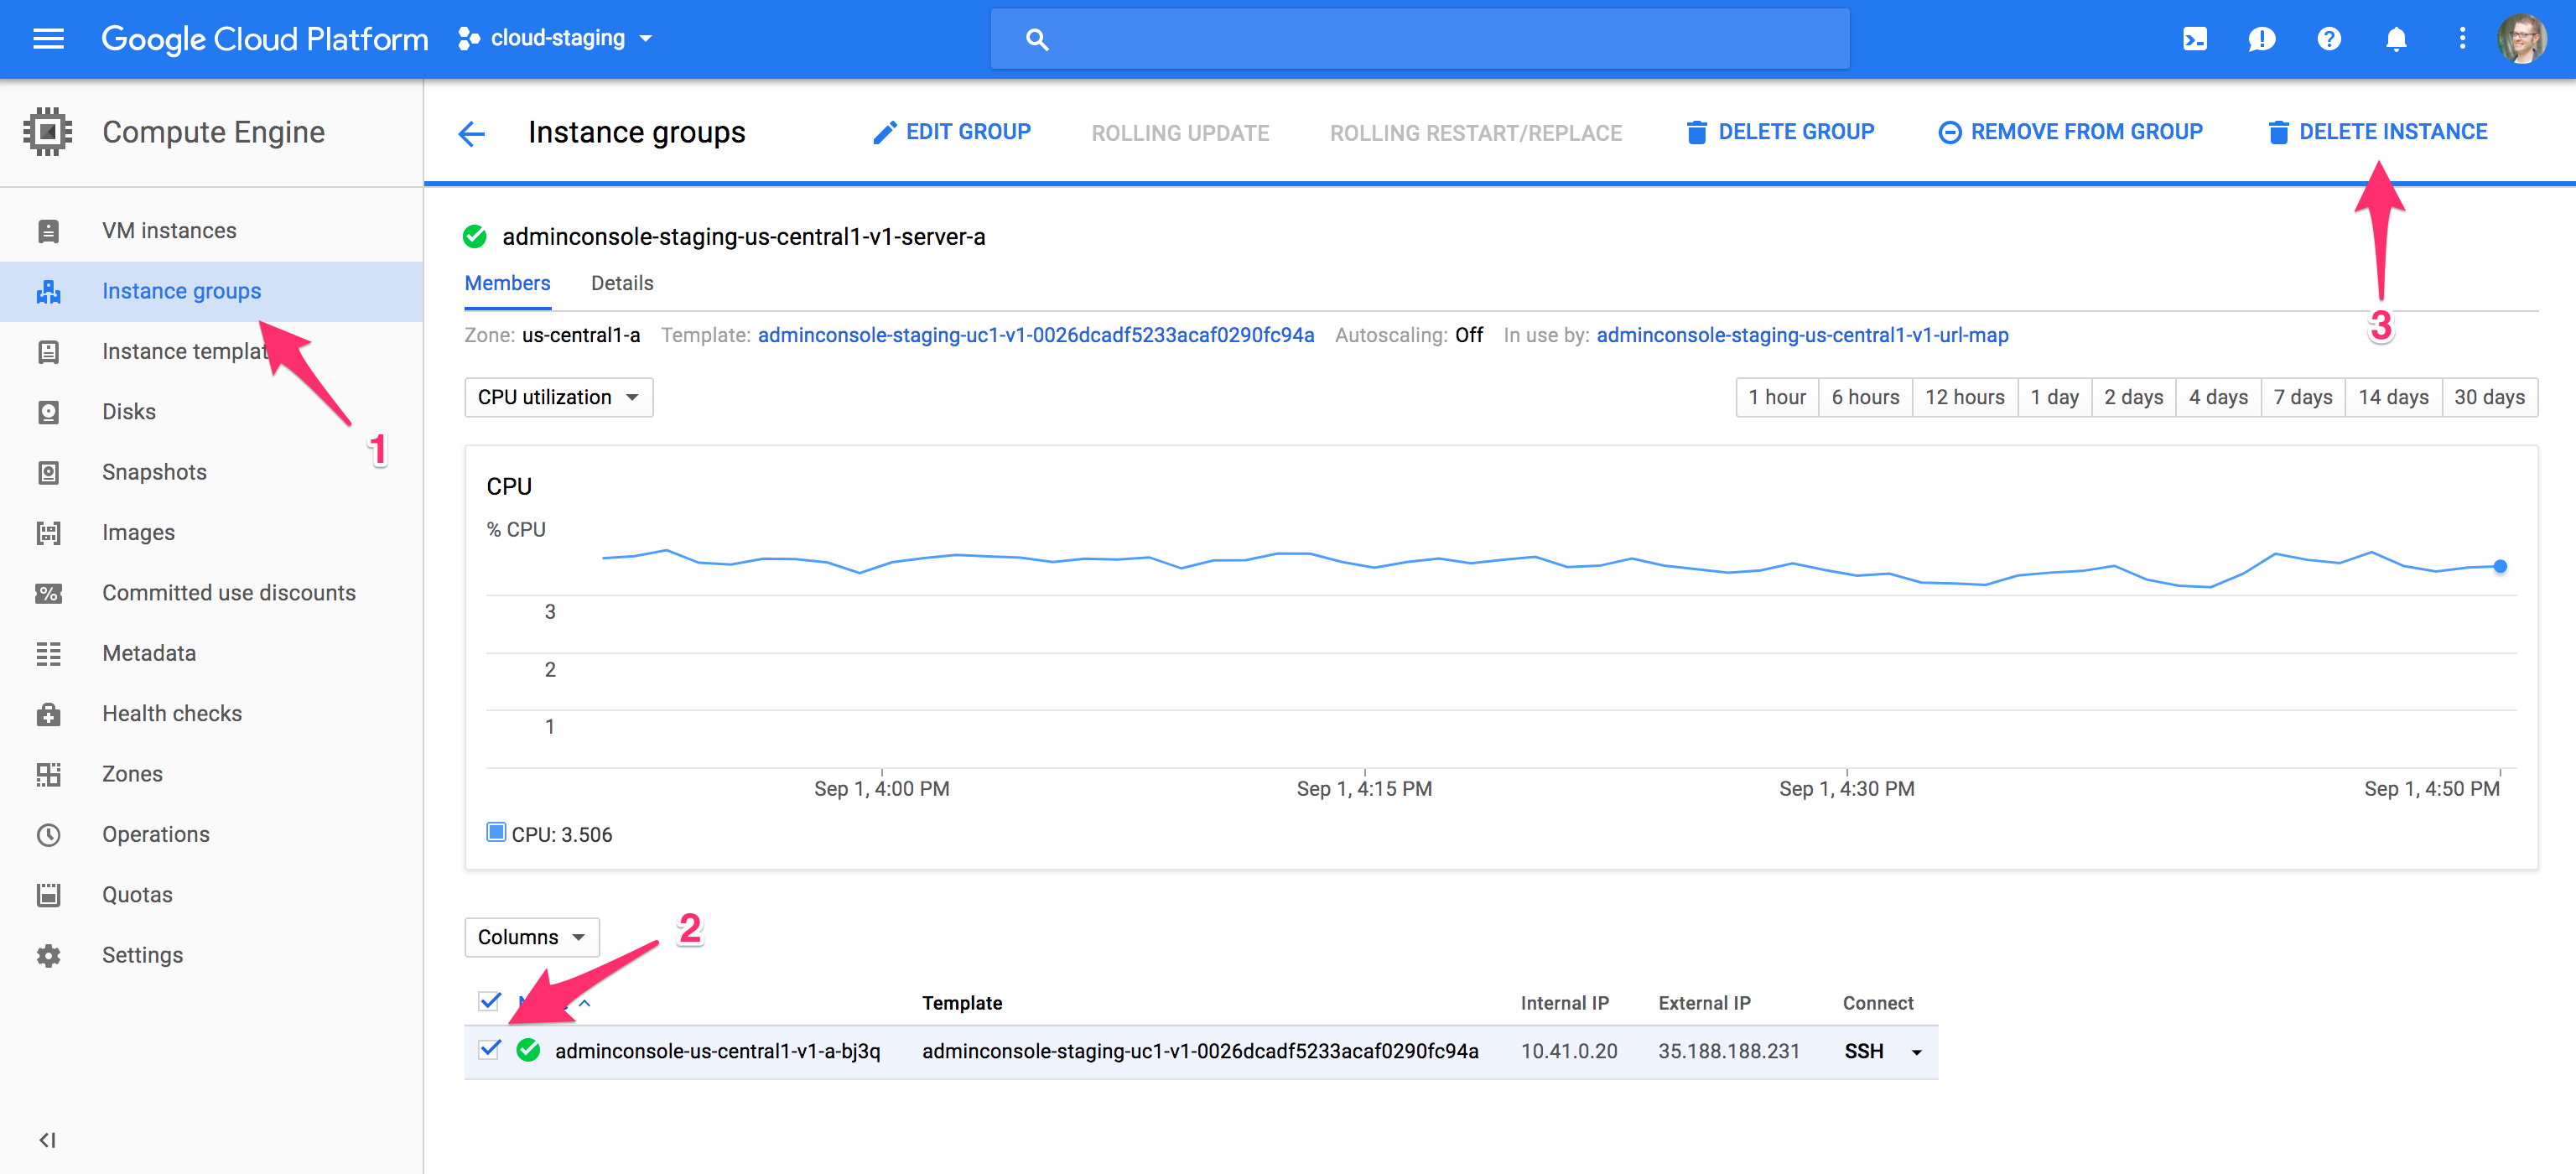 Google Cloud Platform cloud-staging
Compute Engine
Instance groups EDIT GROUP ROLLING UPDATE ROLLING RESTART/REPLACE DELETE GROUP REMOVE FROM GROUP DELETE INSTANCE
VM instances
Instance groups
Instance templat
Disks
Snapshots
Images
Committed use discounts
Metadata
Health checks
Zones
Operations
Quotas
Settings
1
3
adminconsole-staging-us-central1-v1-server-a
Members Details
Zone: us-central1-a Template: adminconsole-staging-uc1-v1-0026dcadf5233acaf0290fc94a Autoscaling: Off In use by: adminconsole-staging-us-central1-v1-url-map
CPU utilization 1 hour 6 hours 12 hours 1 day 2 days 4 days 7 days 14 days 30 days
CPU
% CPU
3
2
1
Sep 1, 4:00 PM Sep 1, 4:15 PM Sep 1, 4:30 PM Sep 1, 4:50 PM
CPU: 3.506
2
Columns
Template Internal IP External IP Connect
adminconsole-us-central1-v1-a-bj3q adminconsole-staging-uc1-v1-0026dcadf5233acaf0290fc94a 10.41.0.20 35.188.188.231 SSH